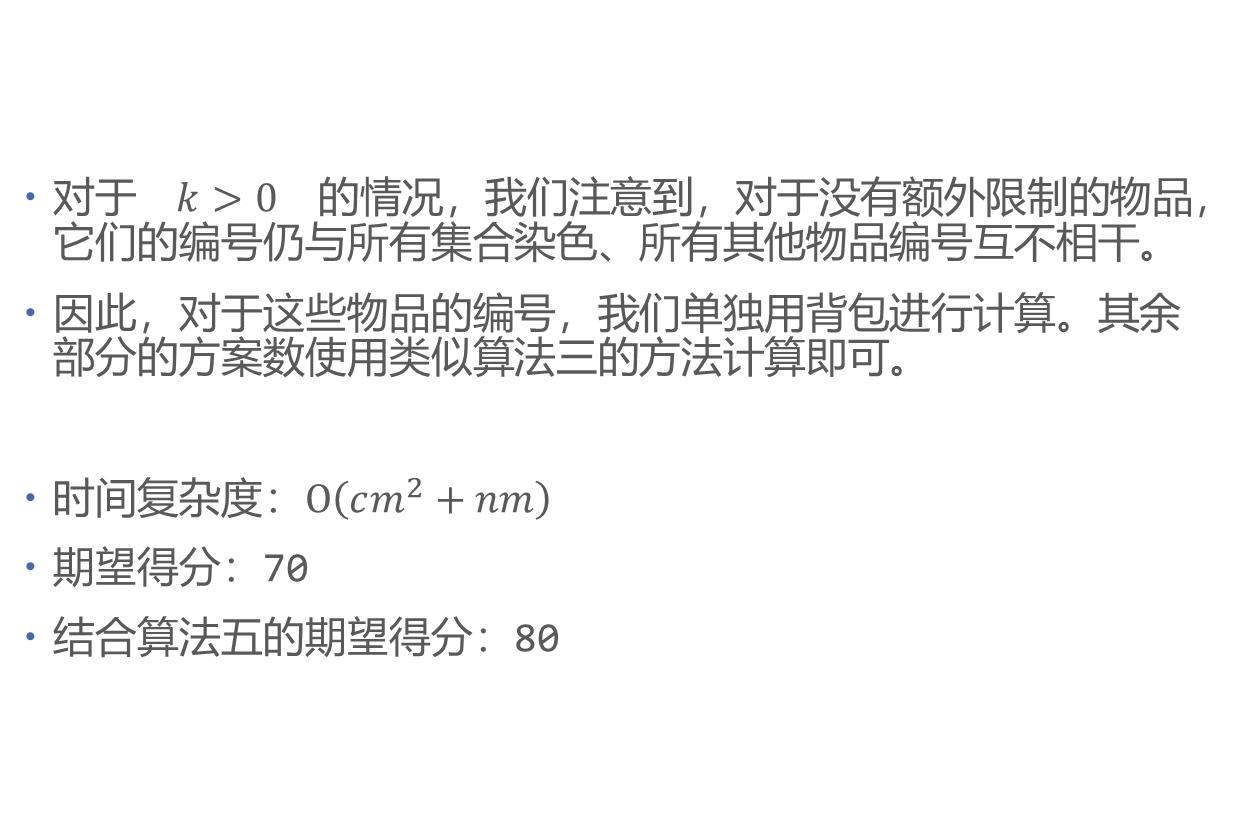 • 对于 k > 0 的情况，我们注意到，对于没有额外限制的物品，
它们的编号仍与所有集合染色、所有其他物品编号互不相干。
• 因此，对于这些物品的编号，我们单独用背包进行计算。其余
部分的方案数使用类似算法三的方法计算即可。
• 时间复杂度：O(cm² + nm)
• 期望得分：70
• 结合算法五的期望得分：80